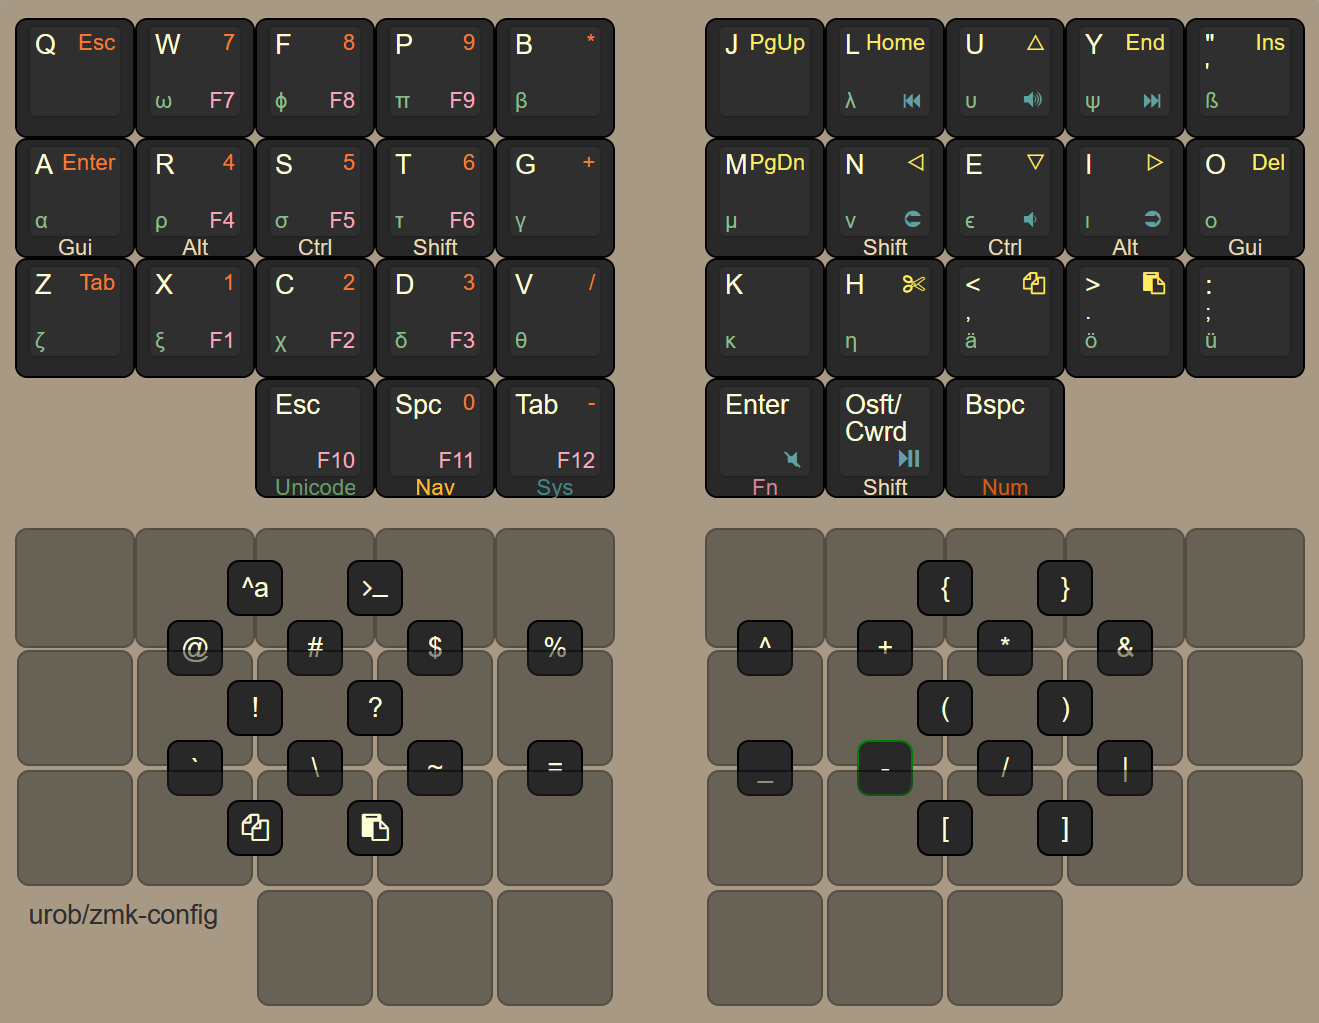 Q Esc W 7 F 8 P 9 B * J PgUp L Home U Y End " Ins
'
ω F7 ϕ F8 π F9 β λ υ ψ ß
A Enter R 4 S 5 T 6 G + M PgDn N E I O Del
α ρ F4 σ F5 τ F6 γ μ ν ϵ ι ο
Gui Alt Ctrl Shift Shift Ctrl Alt Gui
Z Tab X 1 C 2 D 3 V / K H < > :
, . ;
ζ ξ F1 χ F2 δ F3 θ κ η ä ö ü
Esc Spc 0 Tab - Enter Osft/ Bspc
Cwrd
F10 F11 F12
Unicode Nav Sys Fn Shift Num
^a >_ { }
@ # $ % ^ + * &
! ? ( )
` \ ~ = _ - / |
[ ]
urob/zmk-config